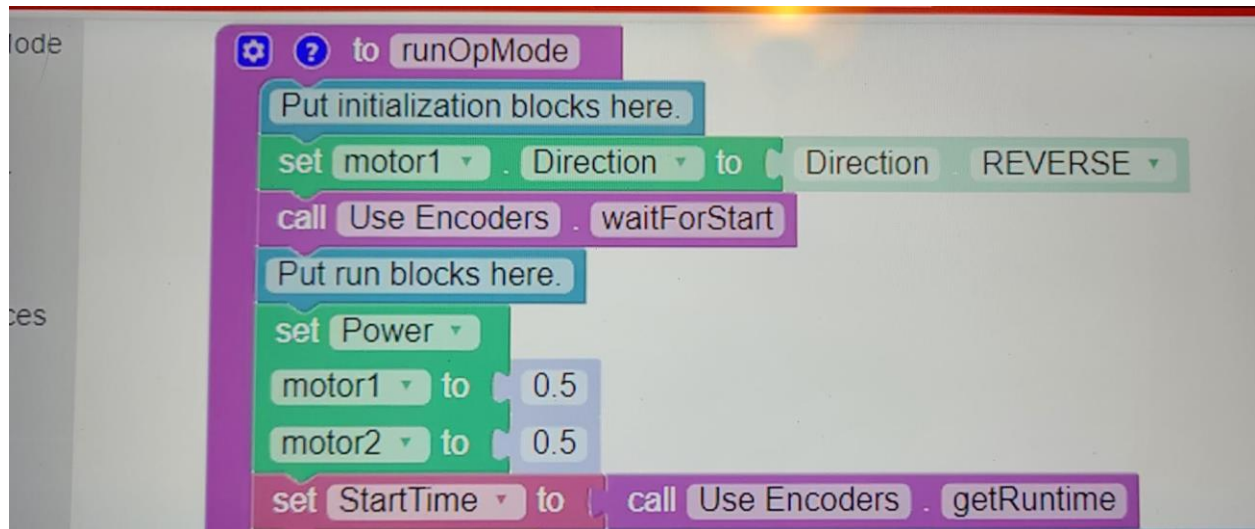 lode
to runOpMode
Put initialization blocks here.
set motor1 . Direction to Direction . REVERSE
call Use Encoders . waitForStart
Put run blocks here.
ces
set Power
motor1 to 0.5
motor2 to 0.5
set StartTime to call Use Encoders . getRuntime